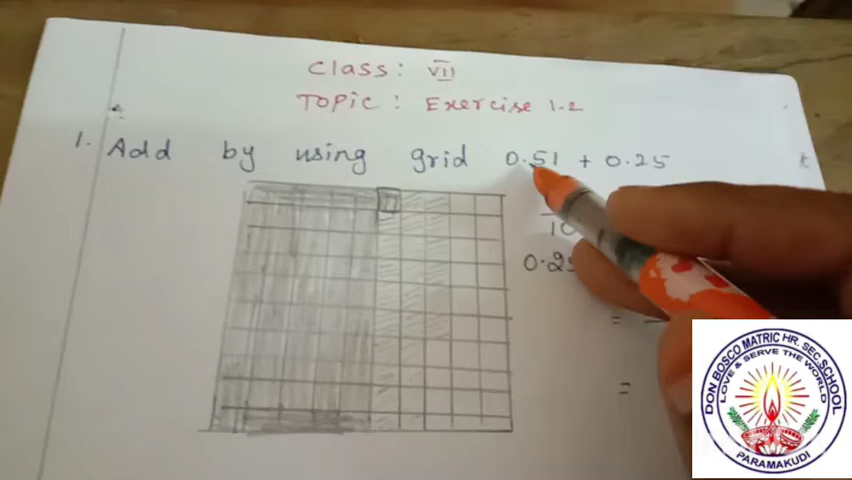 Class: VII
Topic: Exercise 1.2
1. Add by using grid 0.51 + 0.25
10
0.25
=
=
DON BOSCO MATRIC HR. SEC. SCHOOL
LOVE & SERVE THE WORLD
PARAMAKUDI